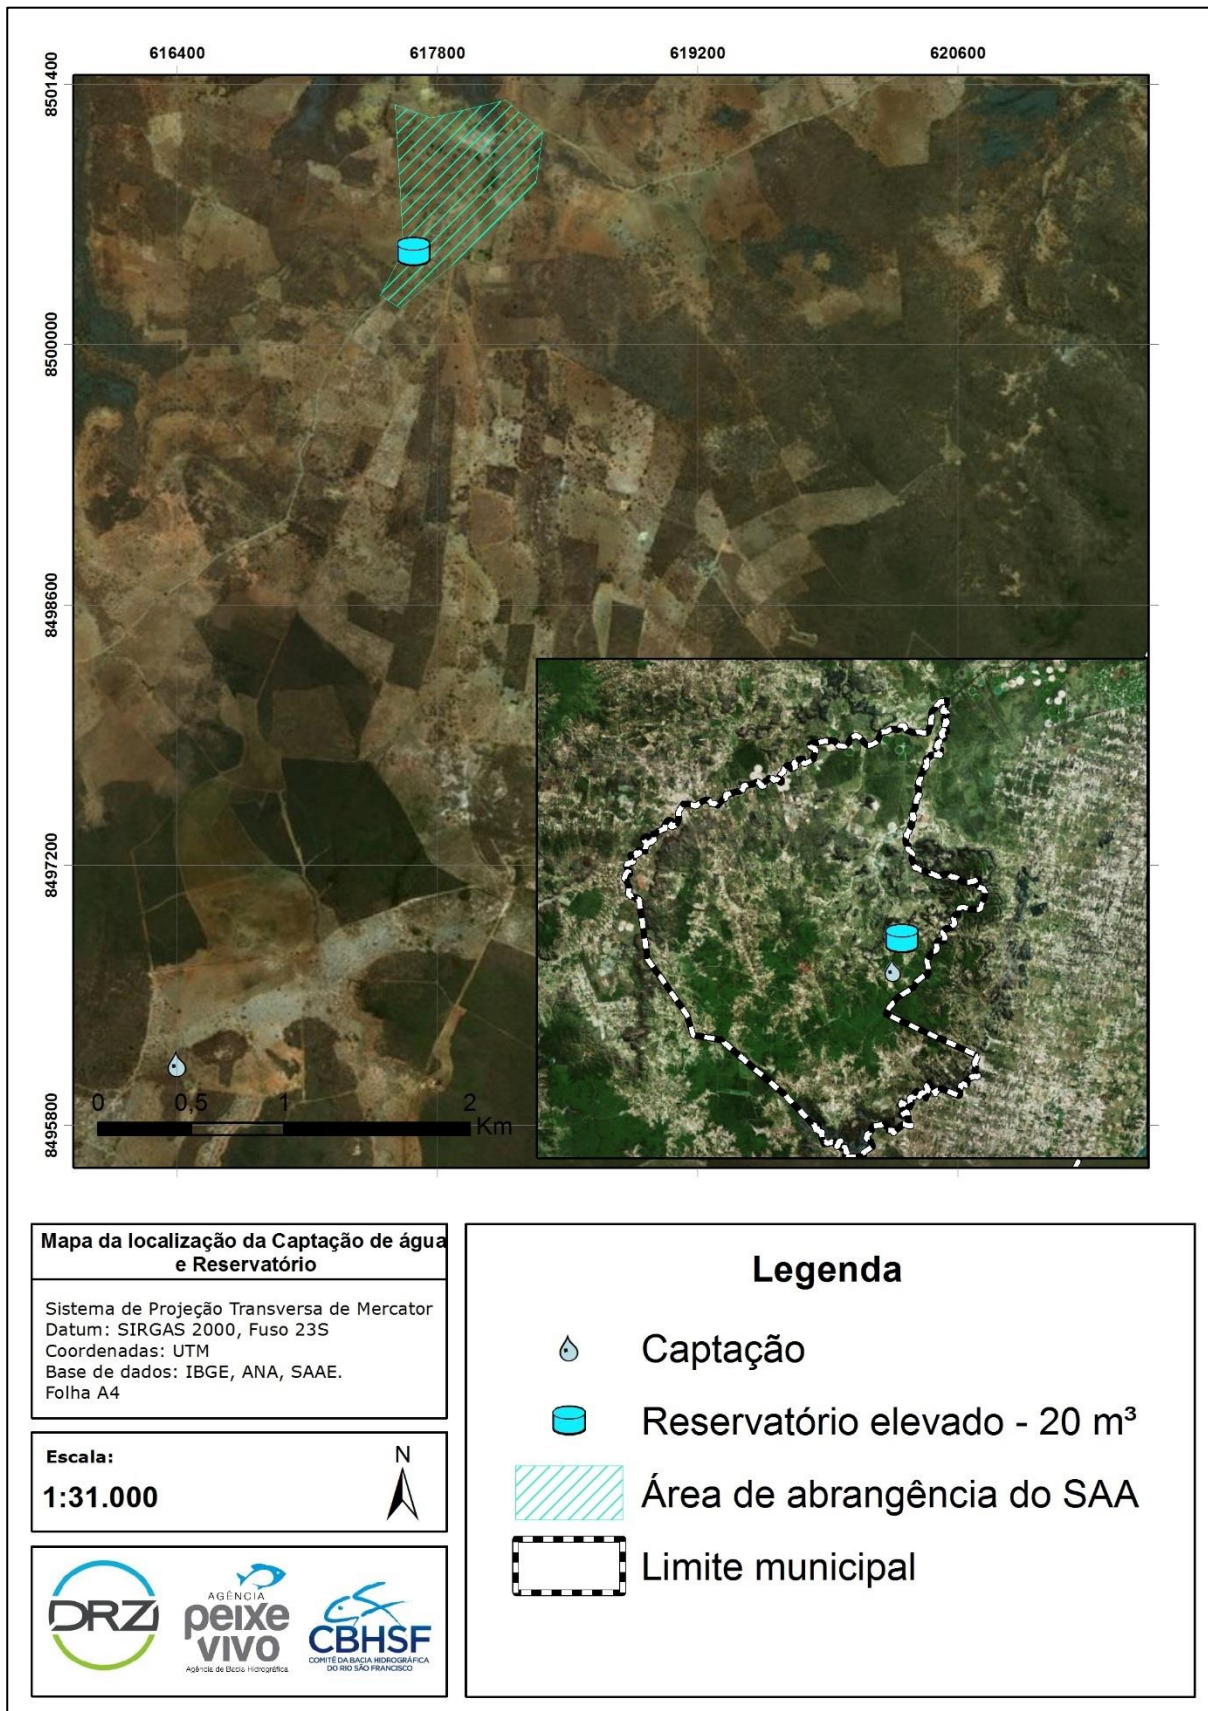 616400 617800 619200 620600
8501400
8500000
8498600
8497200
8495800
0 0,5 1 2
Km
Mapa da localização da Captação de água
e Reservatório
Sistema de Projeção Transversa de Mercator
Datum: SIRGAS 2000, Fuso 23S
Coordenadas: UTM
Base de dados: IBGE, ANA, SAAE.
Folha A4
Escala:
1:31.000
N
DRZ
AGÊNCIA
peixe
vivo
Agência de Bacia Hidrográfica
CBHSF
COMITÊ DA BACIA HIDROGRÁFICA
DO RIO SÃO FRANCISCO
Legenda
Captação
Reservatório elevado - 20 m³
Área de abrangência do SAA
Limite municipal